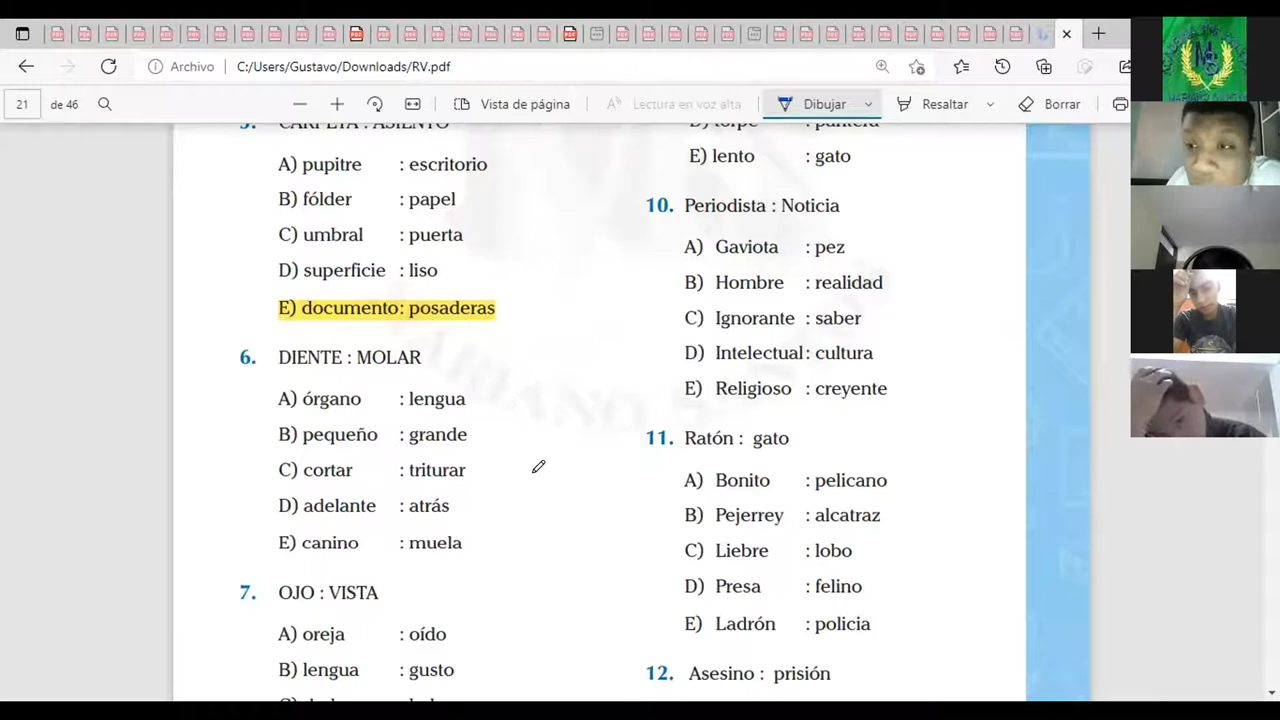 Archivo
C:/Users/Gustavo/Downloads/RV.pdf
21
de 46
Vista de página
Lectura en voz alta
Dibujar
Resaltar
Borrar
CARPETA : ASIENTO
A) pupitre : escritorio
B) fólder : papel
C) umbral : puerta
D) superficie : liso
E) documento : posaderas
6. DIENTE : MOLAR
A) órgano : lengua
B) pequeño : grande
C) cortar : triturar
D) adelante : atrás
E) canino : muela
7. OJO : VISTA
A) oreja : oído
B) lengua : gusto
D) torpe : pantera
E) lento : gato
10. Periodista : Noticia
A) Gaviota : pez
B) Hombre : realidad
C) Ignorante : saber
D) Intelectual : cultura
E) Religioso : creyente
11. Ratón : gato
A) Bonito : pelicano
B) Pejerrey : alcatraz
C) Liebre : lobo
D) Presa : felino
E) Ladrón : policia
12. Asesino : prisión